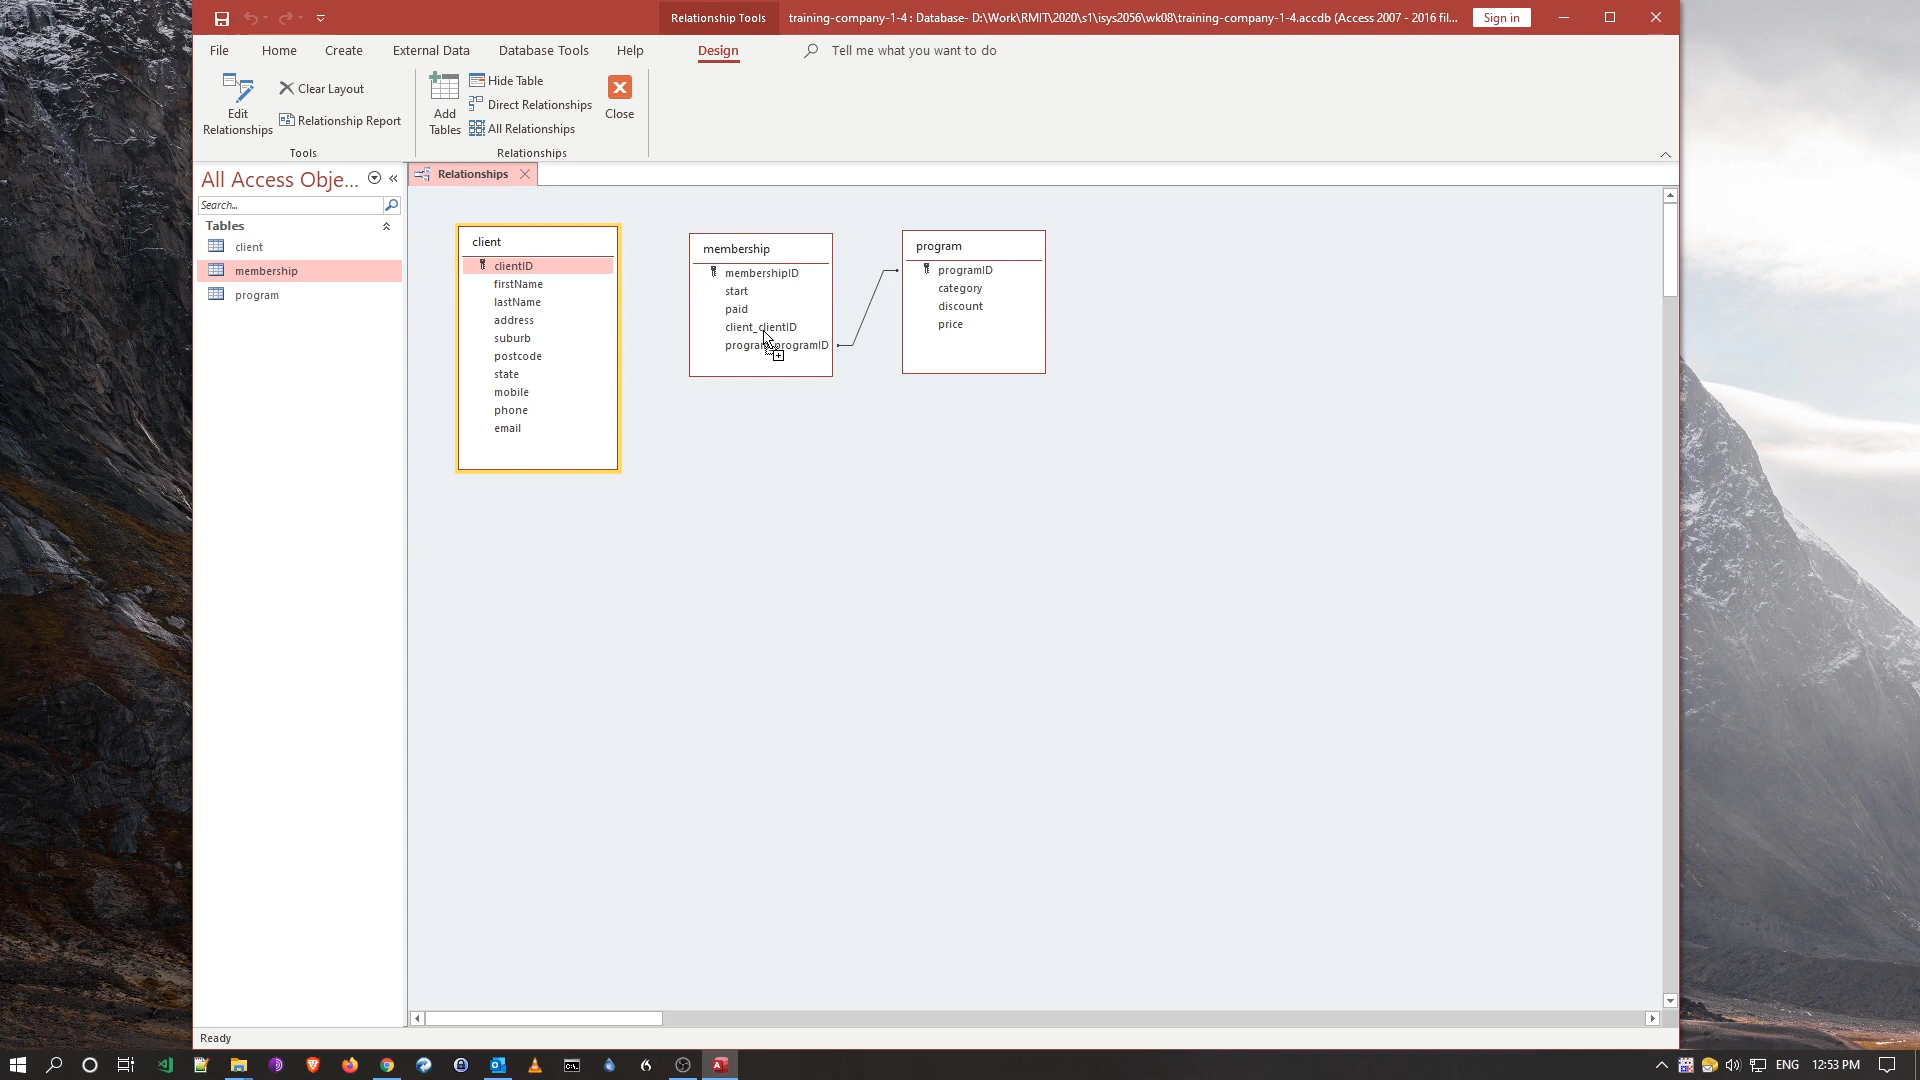 Relationship Tools
training-company-1-4 : Database- D:\Work\RMIT\2020\s1\isys2056\wk08\training-company-1-4.accdb (Access 2007 - 2016 fil...
Sign in
File
Home
Create
External Data
Database Tools
Help
Design
Tell me what you want to do
Edit
Relationships
Clear Layout
Relationship Report
Tools
Add
Tables
Hide Table
Direct Relationships
All Relationships
Close
Relationships
All Access Obje...
Search...
Tables
client
membership
program
Relationships
client
clientID
firstName
lastName
address
suburb
postcode
state
mobile
phone
email
membership
membershipID
start
paid
client_clientID
program_programID
program
programID
category
discount
price
Ready
ENG
12:53 PM